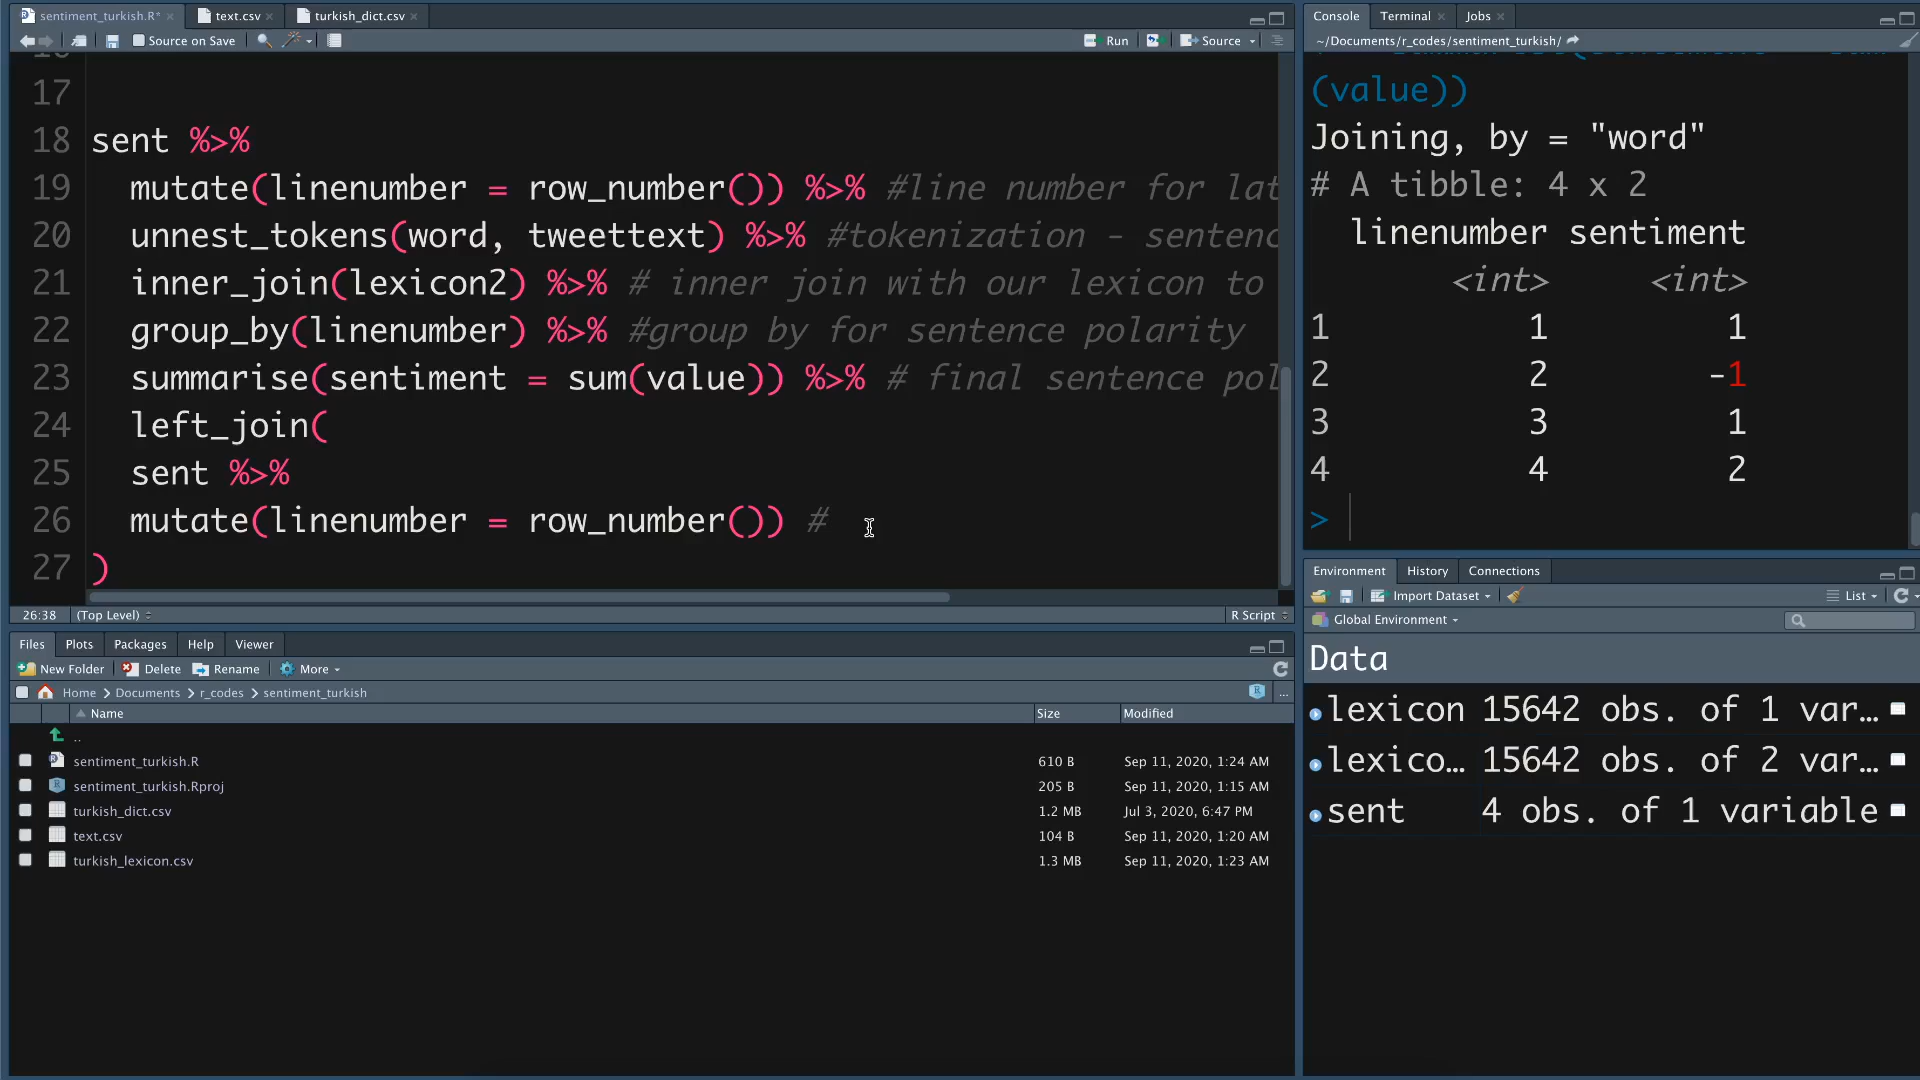 sentiment_turkish.R*
text.csv
turkish_dict.csv
Source on Save
Run
Source
17
18 sent %>%
19 mutate(linenumber = row_number()) %>% #line number for lat
20 unnest_tokens(word, tweettext) %>% #tokenization - sentenc
21 inner_join(lexicon2) %>% # inner join with our lexicon to
22 group_by(linenumber) %>% #group by for sentence polarity
23 summarise(sentiment = sum(value)) %>% # final sentence pol
24 left_join(
25 sent %>%
26 mutate(linenumber = row_number()) #
27 )
26:38 (Top Level) R Script
Files Plots Packages Help Viewer
New Folder Delete Rename More
Home Documents r_codes sentiment_turkish
Name Size Modified
..
sentiment_turkish.R 610 B Sep 11, 2020, 1:24 AM
sentiment_turkish.Rproj 205 B Sep 11, 2020, 1:15 AM
turkish_dict.csv 1.2 MB Jul 3, 2020, 6:47 PM
text.csv 104 B Sep 11, 2020, 1:20 AM
turkish_lexicon.csv 1.3 MB Sep 11, 2020, 1:23 AM
Console Terminal Jobs
~/Documents/r_codes/sentiment_turkish/
(value))
Joining, by = "word"
# A tibble: 4 x 2
linenumber sentiment
<int> <int>
1 1 1
2 2 -1
3 3 1
4 4 2
>
Environment History Connections
Import Dataset List
Global Environment
Data
lexicon 15642 obs. of 1 var…
lexico… 15642 obs. of 2 var…
sent 4 obs. of 1 variable